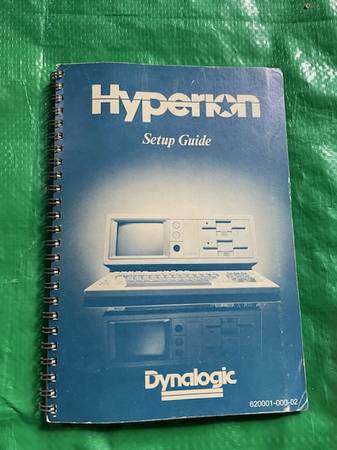 Hyperion
Setup Guide
Dynalogic
620001-000-02